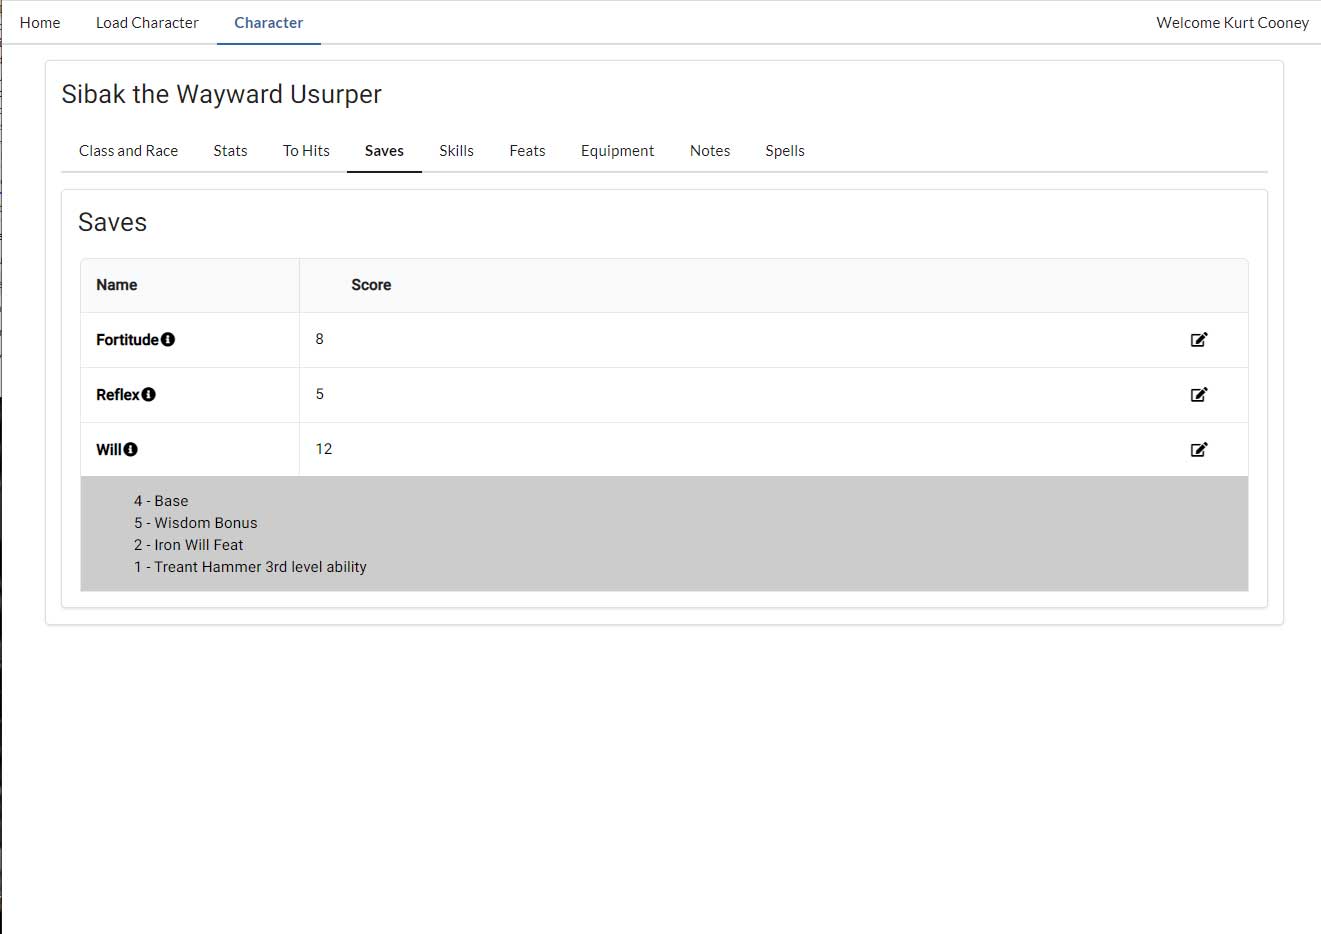 Home Load Character Character Welcome Kurt Cooney
Sibak the Wayward Usurper
Class and Race Stats To Hits Saves Skills Feats Equipment Notes Spells
Saves
Name Score
Fortitude 8
Reflex 5
Will 12
4 - Base
5 - Wisdom Bonus
2 - Iron Will Feat
1 - Treant Hammer 3rd level ability